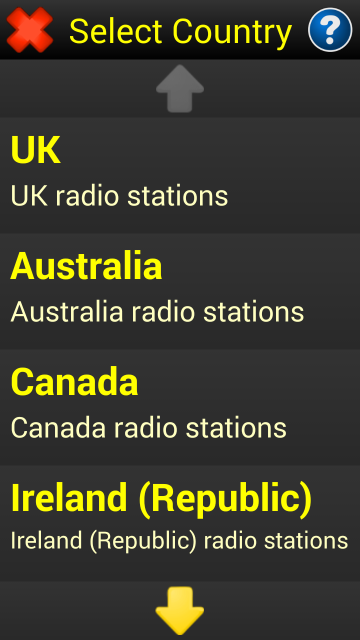 Select Country
?
UK
UK radio stations
Australia
Australia radio stations
Canada
Canada radio stations
Ireland (Republic)
Ireland (Republic) radio stations